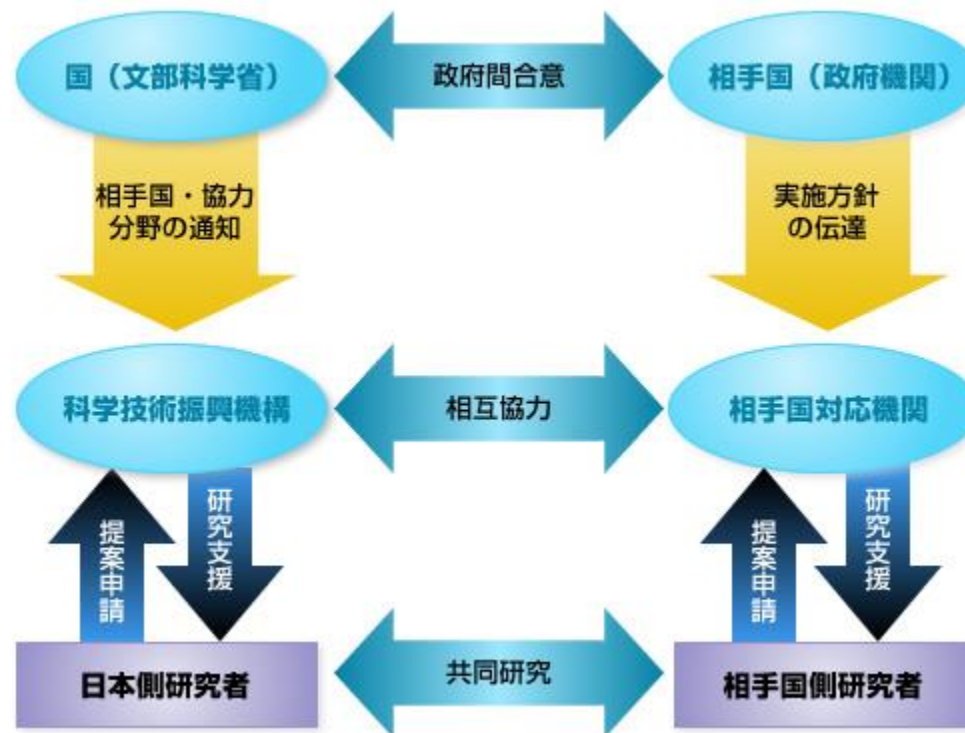 国（文部科学省）
政府間合意
相手国（政府機関）
相手国・協力
分野の通知
実施方針
の伝達
科学技術振興機構
相互協力
相手国対応機関
提案申請
研究支援
提案申請
研究支援
日本側研究者
共同研究
相手国側研究者